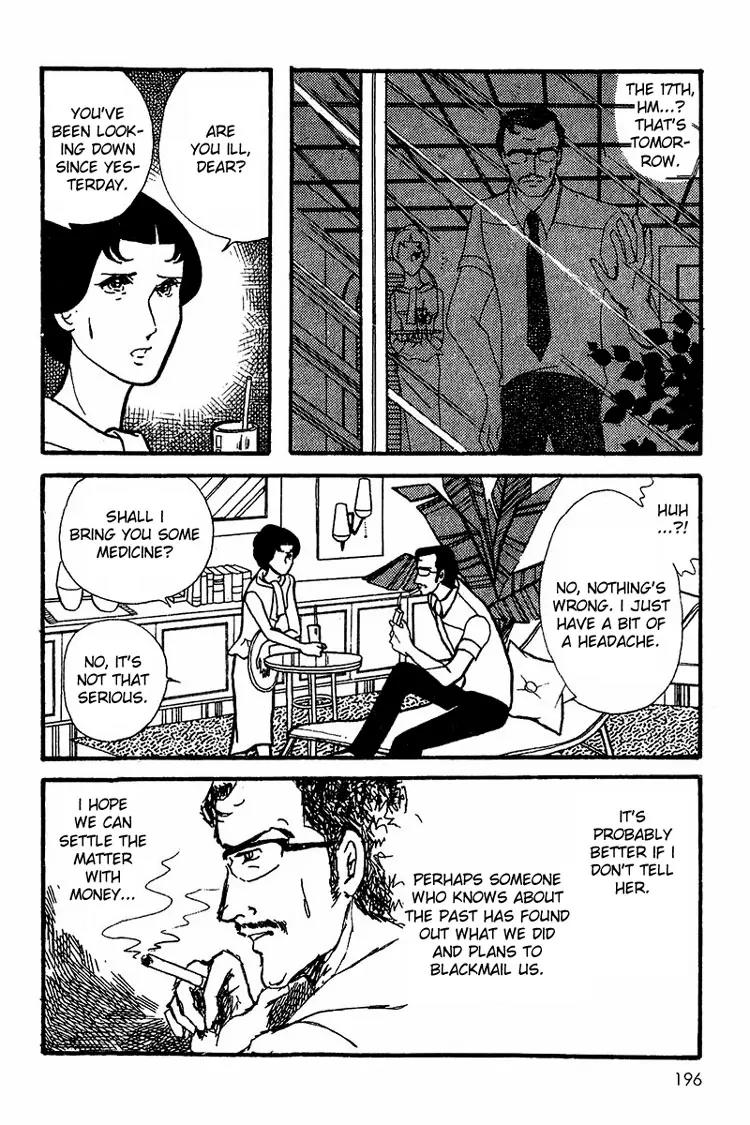 THE 17TH,
HM...?
THAT'S
TOMOR-
ROW.
ARE
YOU ILL,
DEAR?
YOU'VE
BEEN LOOK-
ING DOWN
SINCE YES-
TERDAY.
HUH
...?!
NO, NOTHING'S
WRONG. I JUST
HAVE A BIT OF
A HEADACHE.
SHALL I
BRING YOU SOME
MEDICINE?
NO, IT'S
NOT THAT
SERIOUS.
IT'S
PROBABLY
BETTER IF I
DON'T TELL
HER.
PERHAPS SOMEONE
WHO KNOWS ABOUT
THE PAST HAS FOUND
OUT WHAT WE DID
AND PLANS TO
BLACKMAIL US.
I HOPE
WE CAN
SETTLE THE
MATTER
WITH
MONEY...
196